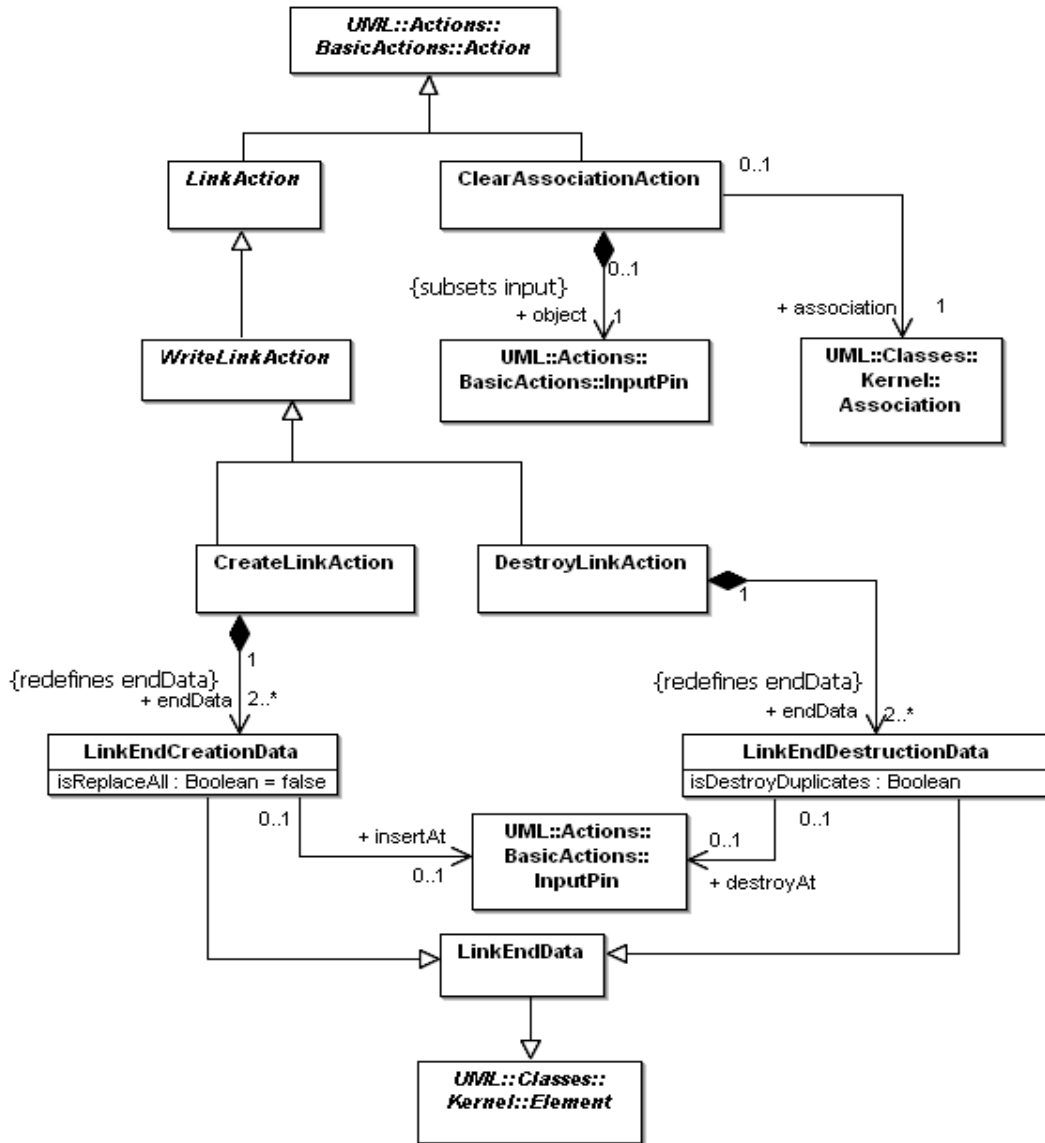 UML::Actions::
BasicActions::Action
LinkAction
ClearAssociationAction
0..1
0..1
{subsets input}
+ object
1
+ association
1
WriteLinkAction
UML::Actions::
BasicActions::InputPin
UML::Classes::
Kernel::
Association
CreateLinkAction
DestroyLinkAction
1
1
{redefines endData}
+ endData
2..*
{redefines endData}
+ endData
2..*
LinkEndCreationData
isReplaceAll : Boolean = false
LinkEndDestructionData
isDestroyDuplicates : Boolean
0..1
+ insertAt
0..1
UML::Actions::
BasicActions::
InputPin
0..1
0..1
+ destroyAt
LinkEndData
UML::Classes::
Kernel::Element